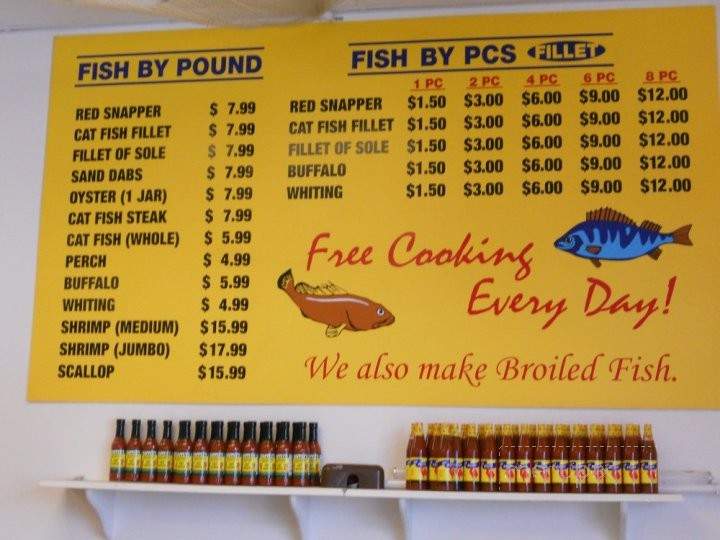 FISH BY POUND
RED SNAPPER $ 7.99
CAT FISH FILLET $ 7.99
FILLET OF SOLE $ 7.99
SAND DABS $ 7.99
OYSTER (1 JAR) $ 7.99
CAT FISH STEAK $ 7.99
CAT FISH (WHOLE) $ 5.99
PERCH $ 4.99
BUFFALO $ 5.99
WHITING $ 4.99
SHRIMP (MEDIUM) $15.99
SHRIMP (JUMBO) $17.99
SCALLOP $15.99
FISH BY PCS FILLET
1 PC 2 PC 4 PC 6 PC 8 PC
RED SNAPPER $1.50 $3.00 $6.00 $9.00 $12.00
CAT FISH FILLET $1.50 $3.00 $6.00 $9.00 $12.00
FILLET OF SOLE $1.50 $3.00 $6.00 $9.00 $12.00
BUFFALO $1.50 $3.00 $6.00 $9.00 $12.00
WHITING $1.50 $3.00 $6.00 $9.00 $12.00
Free Cooking
Every Day!
We also make Broiled Fish.